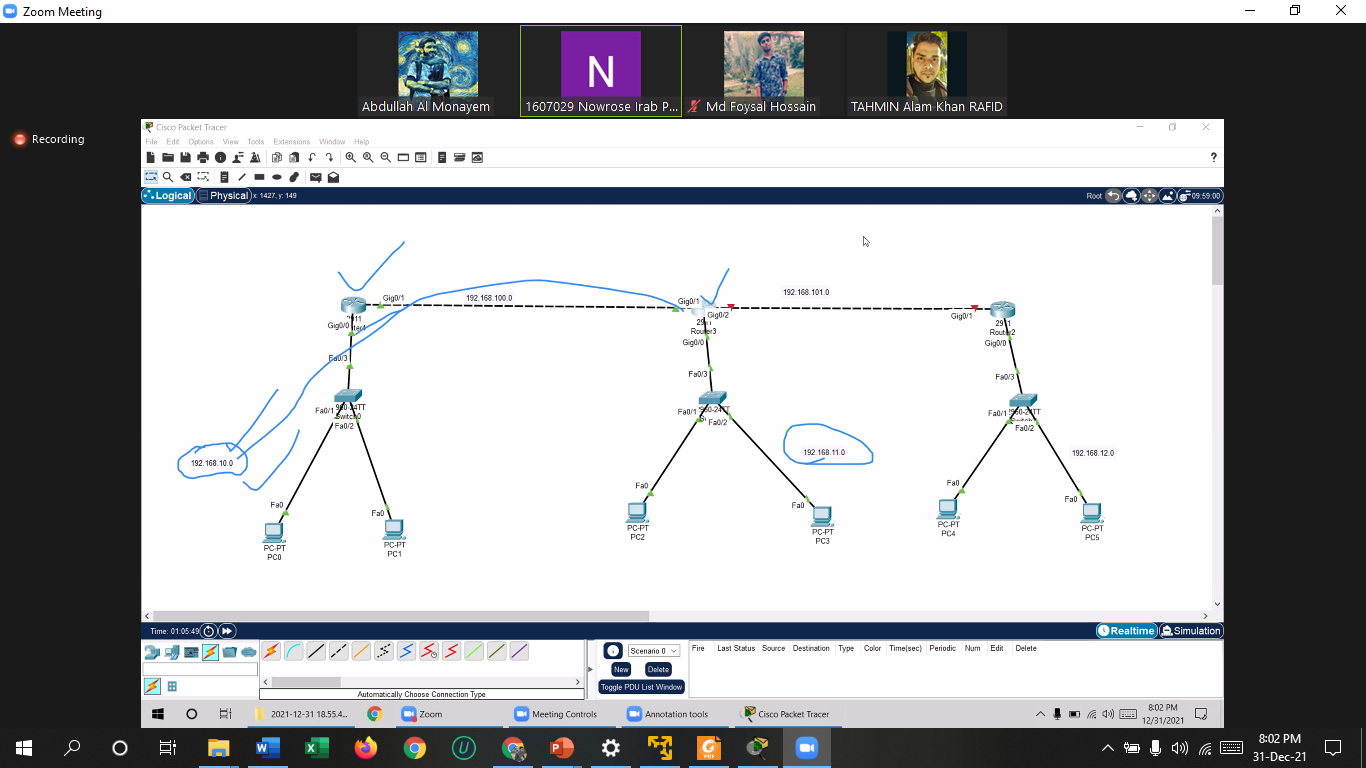 Zoom Meeting
N
Abdullah Al Monayem
1607029 Nowrose Irab P...
Md Foysal Hossain
TAHMIN Alam Khan RAFID
Recording
Cisco Packet Tracer
File Edit Options View Tools Extensions Window Help
?
Logical Physical x: 1427, y: 149
Root 09:59:00
Gig0/1 192.168.100.0 Gig0/1 192.168.101.0
Gig0/2 Gig0/1
2911 2911
Gig0/0 Router3 Router2
Gig0/0 Gig0/0
Fa0/3
Fa0/3 Fa0/3
Fa0/1 Fa0/1 Fa0/1
Fa0/2 Fa0/2 Fa0/2
192.168.10.0 192.168.11.0 192.168.12.0
Fa0 Fa0 Fa0 Fa0 Fa0 Fa0
PC-PT PC-PT PC-PT PC-PT PC-PT PC-PT
PC0 PC1 PC2 PC3 PC4 PC5
Time: 01:05:49
Realtime Simulation
Scenario 0
New Delete
Toggle PDU List Window
Fire Last Status Source Destination Type Color Time(sec) Periodic Num Edit Delete
Automatically Choose Connection Type
2021-12-31 18.55.4... Zoom Meeting Controls Annotation tools Cisco Packet Tracer
8:02 PM
12/31/2021
8:02 PM
31-Dec-21